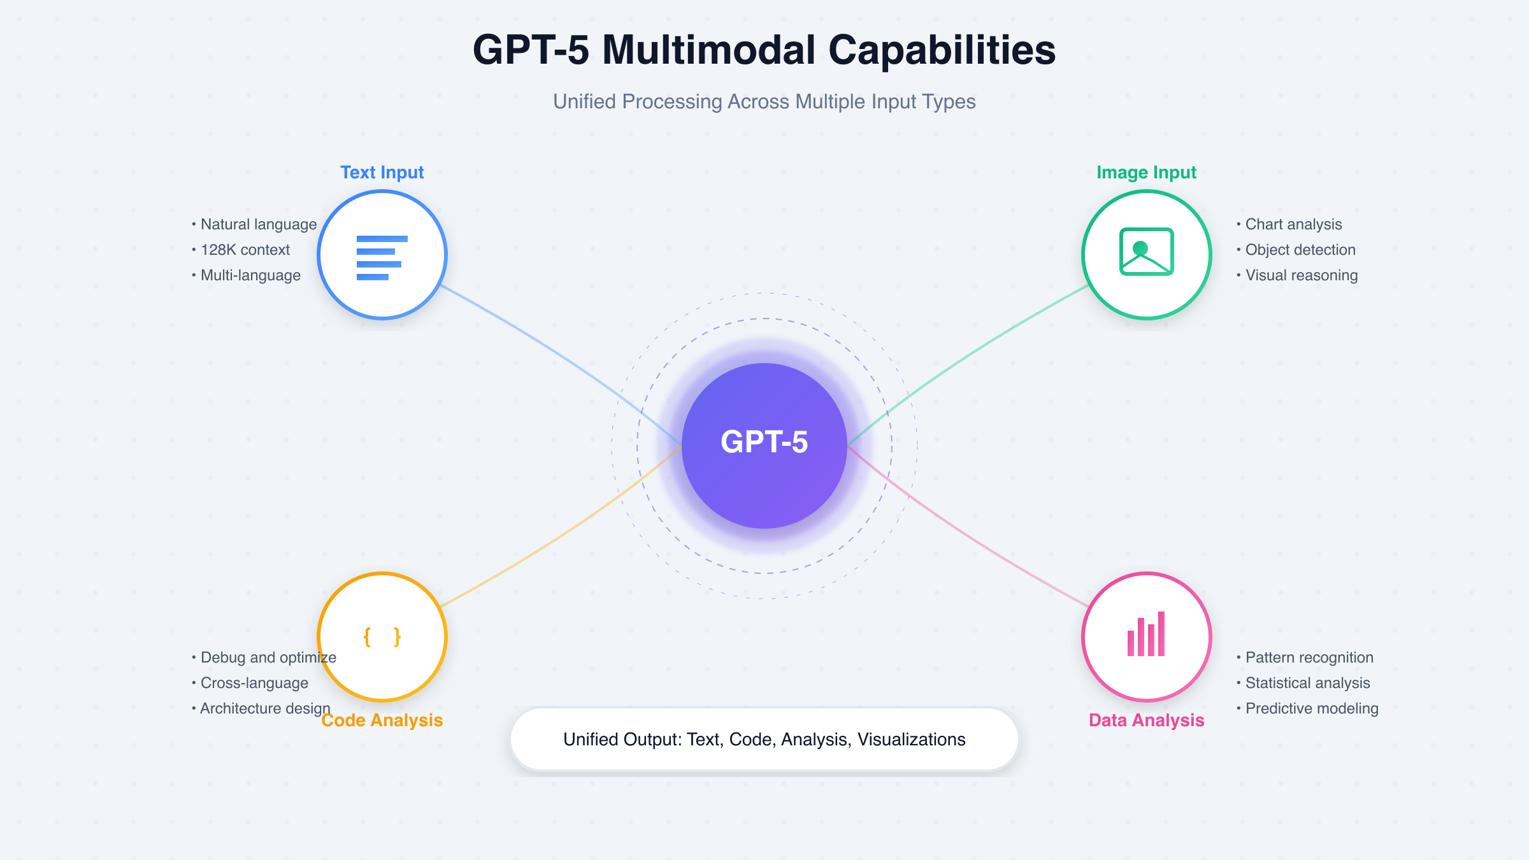 GPT-5 Multimodal Capabilities
Unified Processing Across Multiple Input Types
Text Input
• Natural language
• 128K context
• Multi-language
Image Input
• Chart analysis
• Object detection
• Visual reasoning
GPT-5
{ }
• Debug and optimize
• Cross-language
• Architecture design
Code Analysis
• Pattern recognition
• Statistical analysis
• Predictive modeling
Data Analysis
Unified Output: Text, Code, Analysis, Visualizations